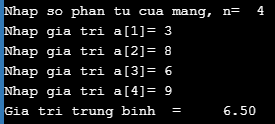 Nhap so phan tu cua mang, n=  4
Nhap gia tri a[1]= 3
Nhap gia tri a[2]= 8
Nhap gia tri a[3]= 6
Nhap gia tri a[4]= 9
Gia tri trung binh  =     6.50